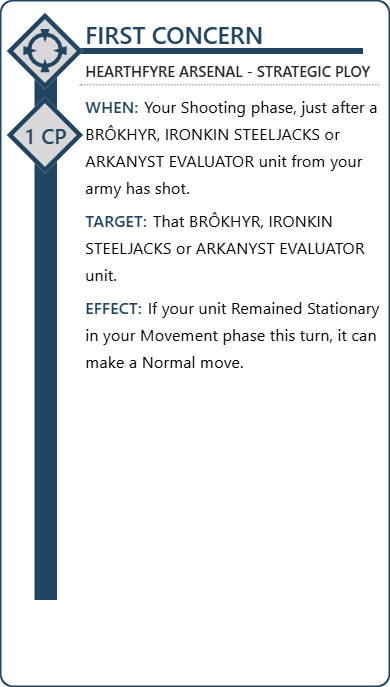 FIRST CONCERN
HEARTHFYRE ARSENAL - STRATEGIC PLOY
1 CP
WHEN: Your Shooting phase, just after a
BRÔKHYR, IRONKIN STEELJACKS or
ARKANYST EVALUATOR unit from your
army has shot.
TARGET: That BRÔKHYR, IRONKIN
STEELJACKS or ARKANYST EVALUATOR
unit.
EFFECT: If your unit Remained Stationary
in your Movement phase this turn, it can
make a Normal move.